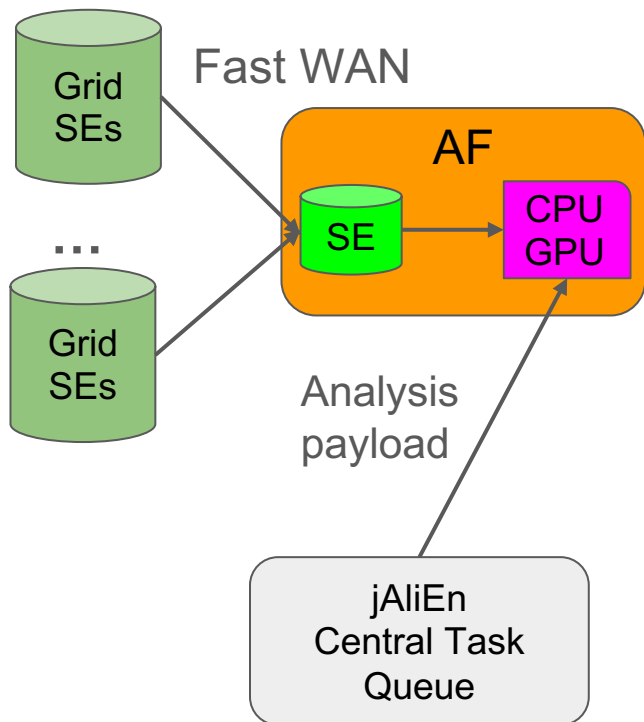 Grid
SEs
Fast WAN
AF
SE
CPU
GPU
...
Grid
SEs
Analysis
payload
jAliEn
Central Task
Queue